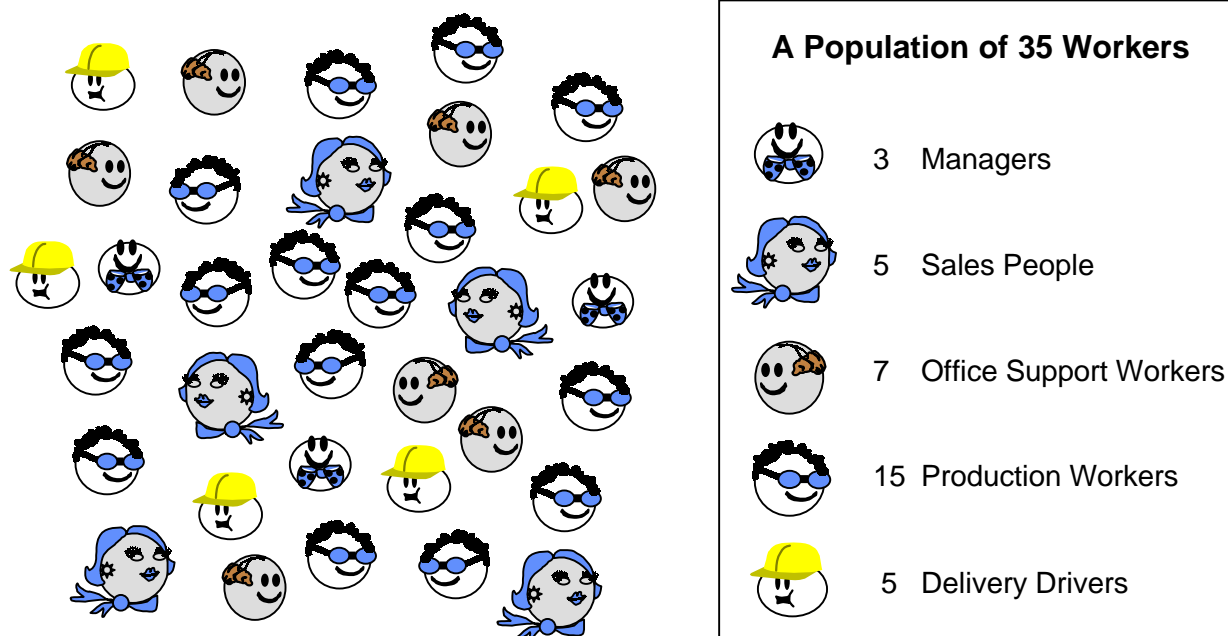 A Population of 35 Workers
3 Managers
5 Sales People
7 Office Support Workers
15 Production Workers
5 Delivery Drivers